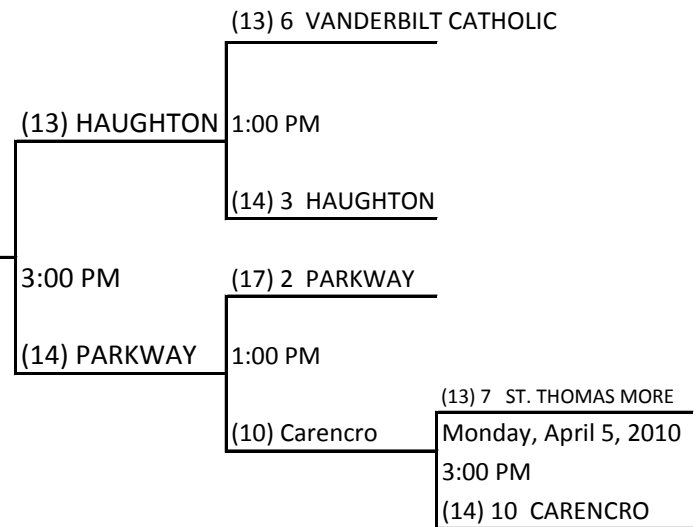 (13) 6 VANDERBILT CATHOLIC
(13) HAUGHTON
1:00 PM
(14) 3 HAUGHTON
3:00 PM
(17) 2 PARKWAY
(14) PARKWAY
1:00 PM
(13) 7 ST. THOMAS MORE
(10) Carencro
Monday, April 5, 2010
3:00 PM
(14) 10 CARENCRO